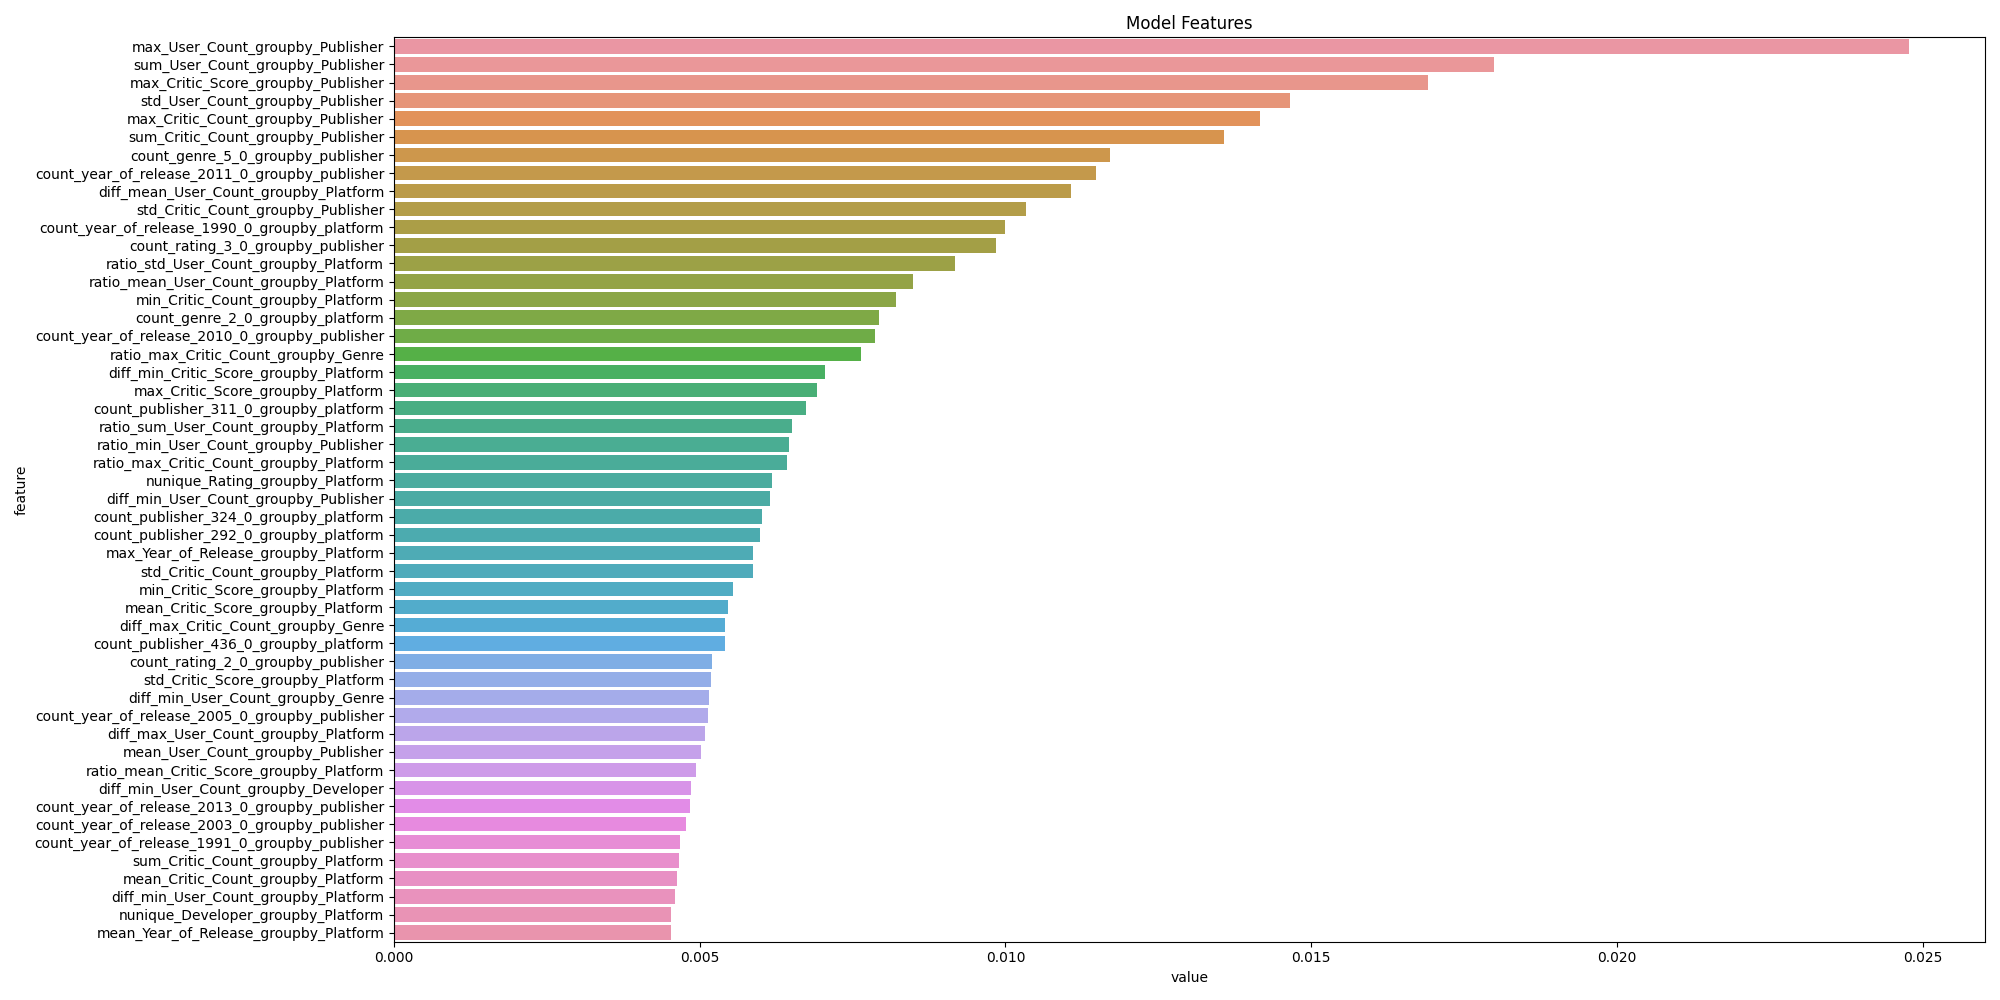 Model Features
max_User_Count_groupby_Publisher
sum_User_Count_groupby_Publisher
max_Critic_Score_groupby_Publisher
std_User_Count_groupby_Publisher
max_Critic_Count_groupby_Publisher
sum_Critic_Count_groupby_Publisher
count_genre_5_0_groupby_publisher
count_year_of_release_2011_0_groupby_publisher
diff_mean_User_Count_groupby_Platform
std_Critic_Count_groupby_Publisher
count_year_of_release_1990_0_groupby_platform
count_rating_3_0_groupby_publisher
ratio_std_User_Count_groupby_Platform
ratio_mean_User_Count_groupby_Platform
min_Critic_Count_groupby_Platform
count_genre_2_0_groupby_platform
count_year_of_release_2010_0_groupby_publisher
ratio_max_Critic_Count_groupby_Genre
diff_min_Critic_Score_groupby_Platform
max_Critic_Score_groupby_Platform
count_publisher_311_0_groupby_platform
ratio_sum_User_Count_groupby_Platform
ratio_min_User_Count_groupby_Publisher
ratio_max_Critic_Count_groupby_Platform
nunique_Rating_groupby_Platform
diff_min_User_Count_groupby_Publisher
count_publisher_324_0_groupby_platform
count_publisher_292_0_groupby_platform
max_Year_of_Release_groupby_Platform
std_Critic_Count_groupby_Platform
min_Critic_Score_groupby_Platform
mean_Critic_Score_groupby_Platform
diff_max_Critic_Count_groupby_Genre
count_publisher_436_0_groupby_platform
count_rating_2_0_groupby_publisher
std_Critic_Score_groupby_Platform
diff_min_User_Count_groupby_Genre
count_year_of_release_2005_0_groupby_publisher
diff_max_User_Count_groupby_Platform
mean_User_Count_groupby_Publisher
ratio_mean_Critic_Score_groupby_Platform
diff_min_User_Count_groupby_Developer
count_year_of_release_2013_0_groupby_publisher
count_year_of_release_2003_0_groupby_publisher
count_year_of_release_1991_0_groupby_publisher
sum_Critic_Count_groupby_Platform
mean_Critic_Count_groupby_Platform
diff_min_User_Count_groupby_Platform
nunique_Developer_groupby_Platform
mean_Year_of_Release_groupby_Platform
feature
0.000 0.005 0.010 0.015 0.020 0.025
value